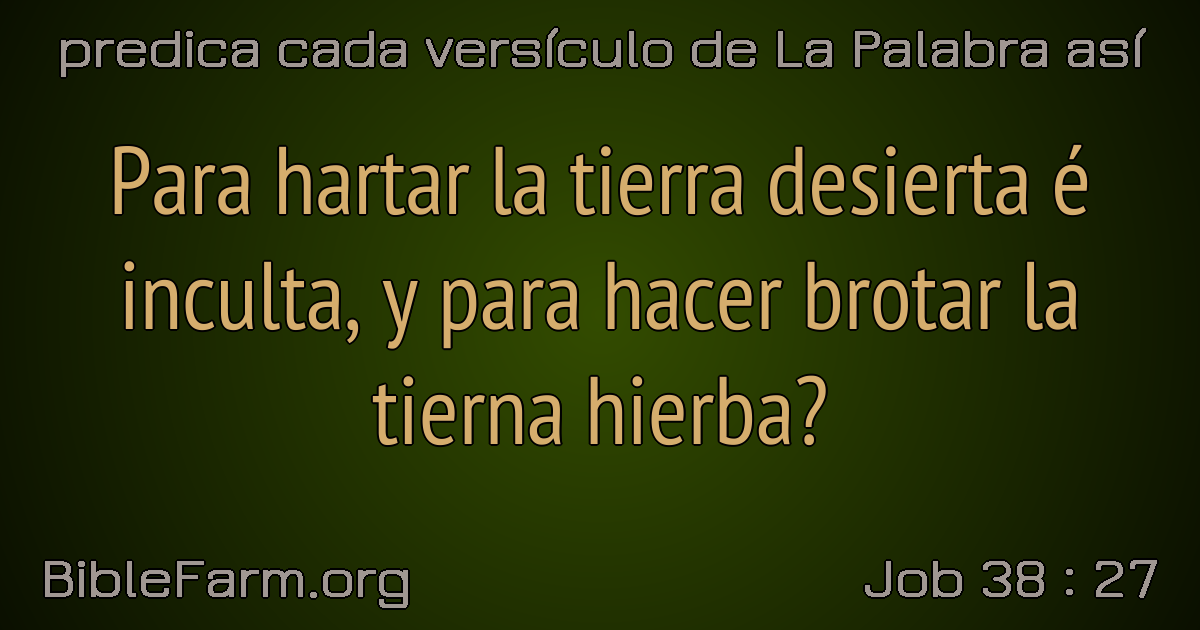 predica cada versículo de La Palabra así
Para hartar la tierra desierta é
inculta, y para hacer brotar la
tierna hierba?
BibleFarm.org
Job 38 : 27